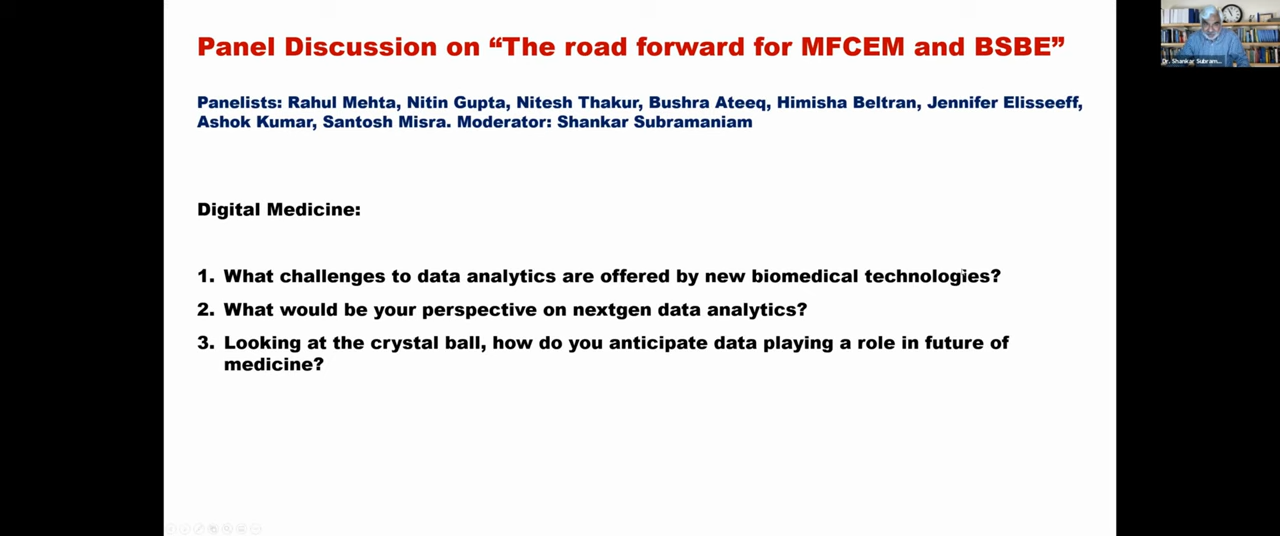 Panel Discussion on “The road forward for MFCEM and BSBE”
Dr. Shankar Subram...
Panelists: Rahul Mehta, Nitin Gupta, Nitesh Thakur, Bushra Ateeq, Himisha Beltran, Jennifer Elisseeff,
Ashok Kumar, Santosh Misra. Moderator: Shankar Subramaniam
Digital Medicine:
1. What challenges to data analytics are offered by new biomedical technologies?
2. What would be your perspective on nextgen data analytics?
3. Looking at the crystal ball, how do you anticipate data playing a role in future of
medicine?